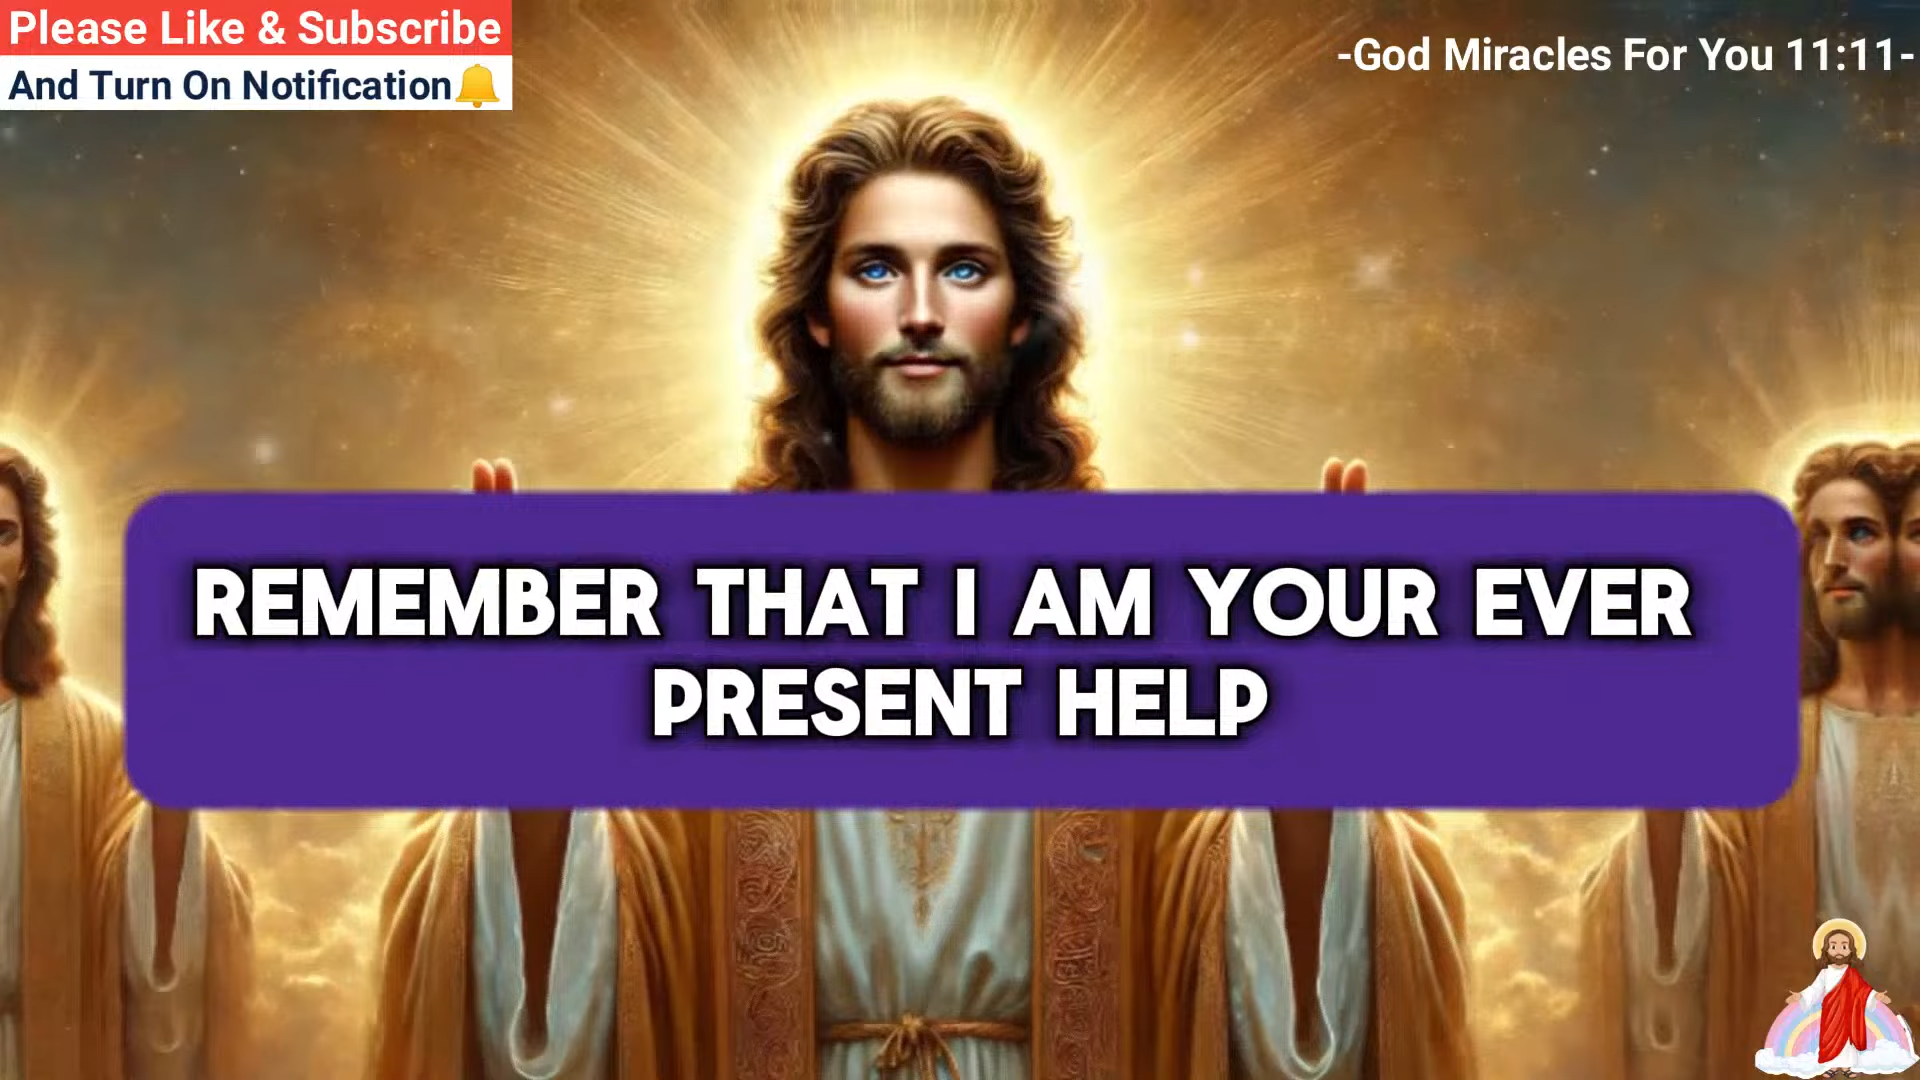 Please Like & Subscribe
And Turn On Notification🔔
-God Miracles For You 11:11-
REMEMBER THAT I AM YOUR EVER
PRESENT HELP